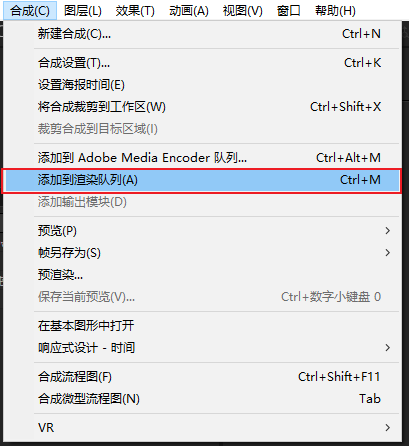 合成(C) 图层(L) 效果(T) 动画(A) 视图(V) 窗口 帮助(H)
新建合成(C)... Ctrl+N
合成设置(T)... Ctrl+K
设置海报时间(E)
将合成裁剪到工作区(W) Ctrl+Shift+X
裁剪合成到目标区域(I)
添加到 Adobe Media Encoder 队列... Ctrl+Alt+M
添加到渲染队列(A) Ctrl+M
添加输出模块(D)
预览(P)
帧另存为(S)
预渲染...
保存当前预览(V)... Ctrl+数字小键盘 0
在基本图形中打开
响应式设计 - 时间
合成流程图(F) Ctrl+Shift+F11
合成微型流程图(N) Tab
VR